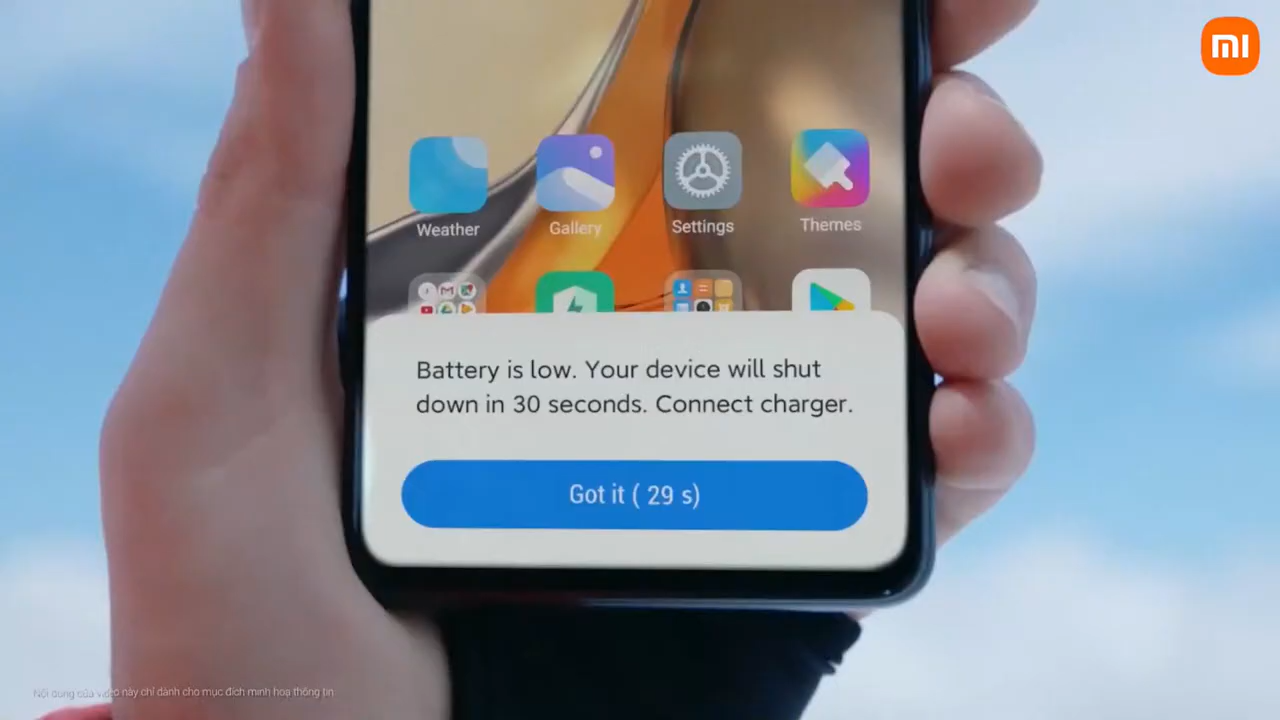 mi
Weather
Gallery
Settings
Themes
Battery is low. Your device will shut
down in 30 seconds. Connect charger.
Got it ( 29 s)
Nội dung của video này chỉ dành cho mục đích minh hoạ thông tin